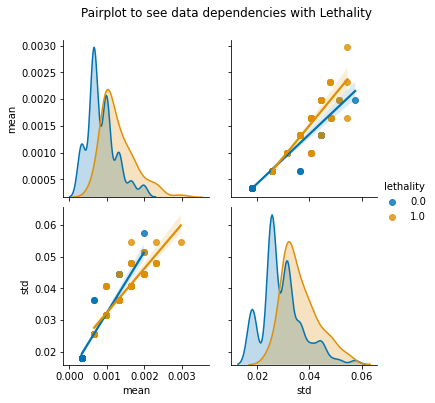 Pairplot to see data dependencies with Lethality
0.0030
0.0025
0.0020
0.0015
0.0010
0.0005
mean
lethality
0.0
1.0
0.06
0.05
0.04
0.03
0.02
std
0.000 0.001 0.002 0.003
mean
0.02 0.04 0.06
std